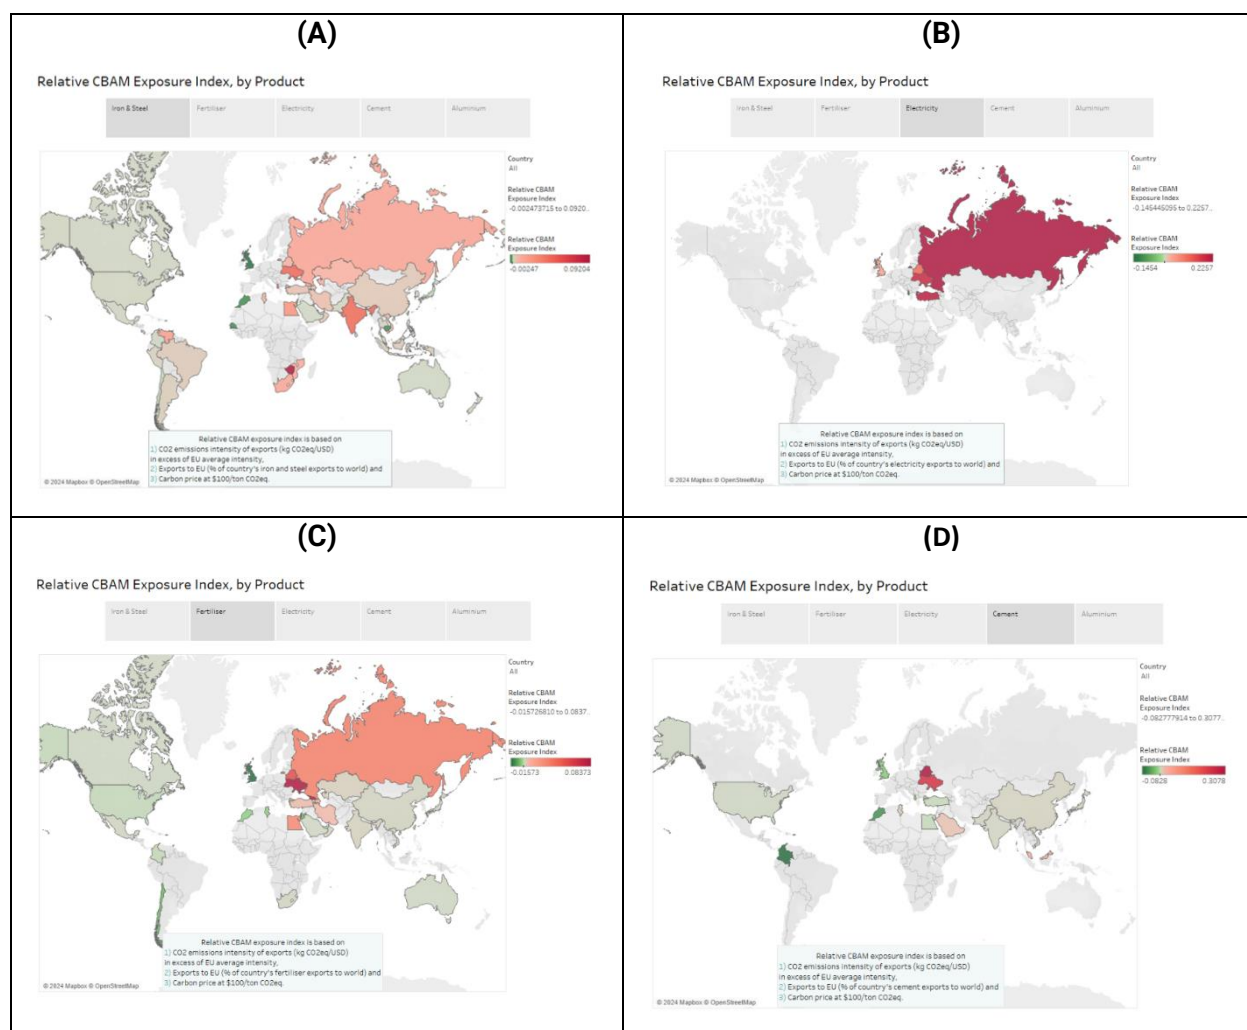 (A)
Relative CBAM Exposure Index, by Product
Iron & Steel
Fertiliser
Electricity
Cement
Aluminium
Country
All
Relative CBAM
Exposure Index
-0.002473715 to 0.0920..
Relative CBAM
Exposure Index
-0.00247
0.09204
Relative CBAM exposure index is based on
1) CO2 emissions intensity of exports (kg CO2eq/USD)
in excess of EU average intensity,
2) Exports to EU (% of country's iron and steel exports to world) and
3) Carbon price at $100/ton CO2eq.
© 2024 Mapbox © OpenStreetMap
(B)
Relative CBAM Exposure Index, by Product
Iron & Steel
Fertiliser
Electricity
Cement
Aluminium
Country
All
Relative CBAM
Exposure Index
-0.145445095 to 0.2257..
Relative CBAM
Exposure Index
-0.1454
0.2257
Relative CBAM exposure index is based on
1) CO2 emissions intensity of exports (kg CO2eq/USD)
in excess of EU average intensity,
2) Exports to EU (% of country's electricity exports to world) and
3) Carbon price at $100/ton CO2eq.
© 2024 Mapbox © OpenStreetMap
(C)
Relative CBAM Exposure Index, by Product
Iron & Steel
Fertiliser
Electricity
Cement
Aluminium
Country
All
Relative CBAM
Exposure Index
-0.015726810 to 0.0837..
Relative CBAM
Exposure Index
-0.01573
0.08373
Relative CBAM exposure index is based on
1) CO2 emissions intensity of exports (kg CO2eq/USD)
in excess of EU average intensity,
2) Exports to EU (% of country's fertiliser exports to world) and
3) Carbon price at $100/ton CO2eq.
© 2024 Mapbox © OpenStreetMap
(D)
Relative CBAM Exposure Index, by Product
Iron & Steel
Fertiliser
Electricity
Cement
Aluminium
Country
All
Relative CBAM
Exposure Index
-0.082777914 to 0.3077..
Relative CBAM
Exposure Index
-0.0828
0.3078
Relative CBAM exposure index is based on
1) CO2 emissions intensity of exports (kg CO2eq/USD)
in excess of EU average intensity,
2) Exports to EU (% of country's cement exports to world) and
3) Carbon price at $100/ton CO2eq.
© 2024 Mapbox © OpenStreetMap